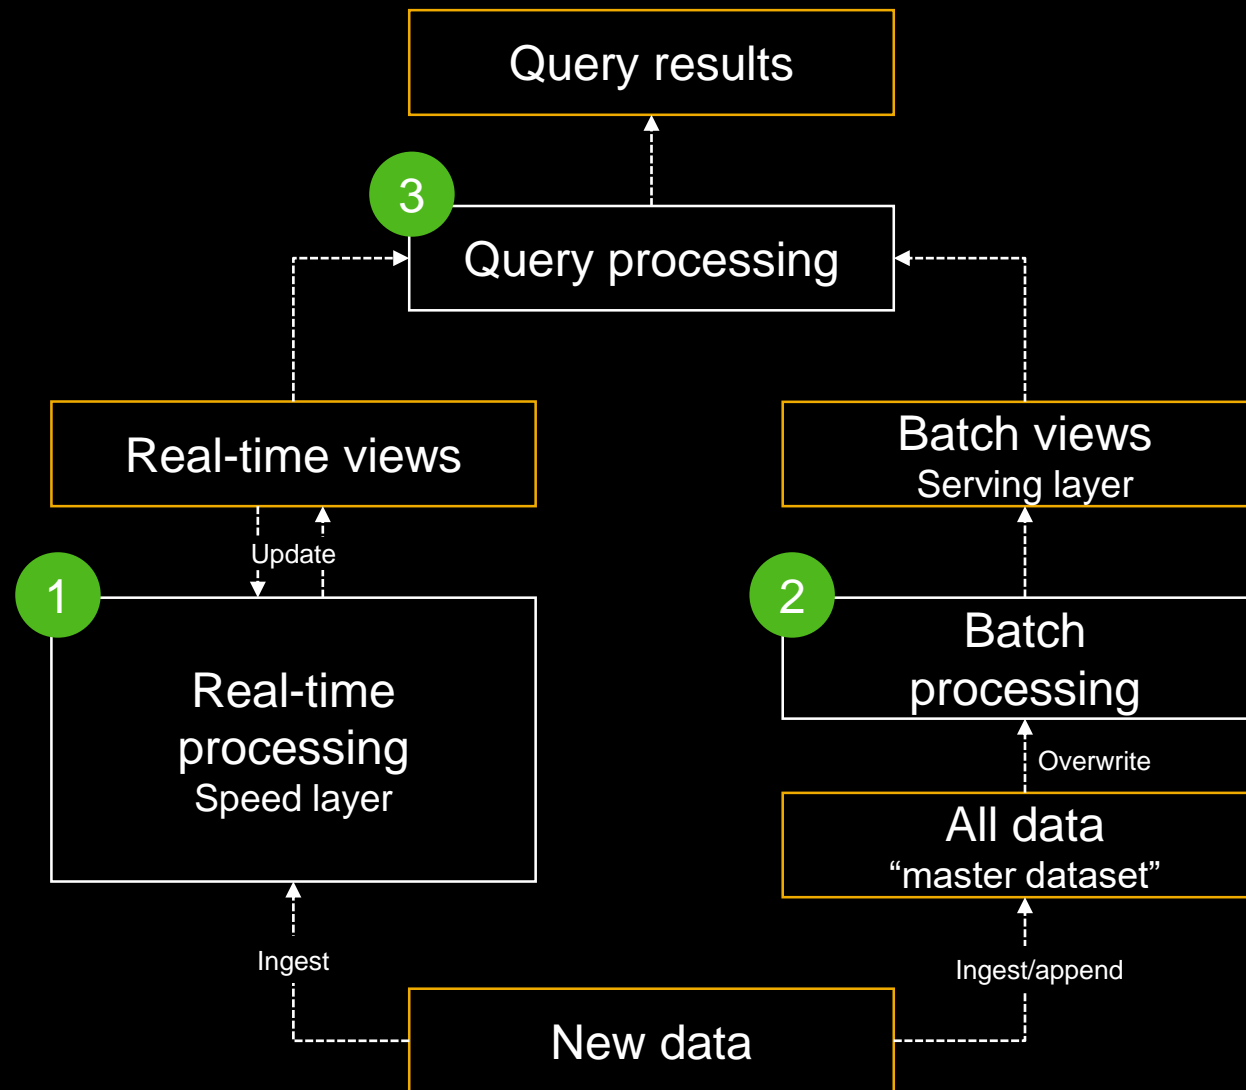 Query results
3
Query processing
Real-time views
Batch views
Serving layer
Update
1
2
Real-time
processing
Speed layer
Batch
processing
Overwrite
All data
“master dataset”
Ingest
Ingest/append
New data